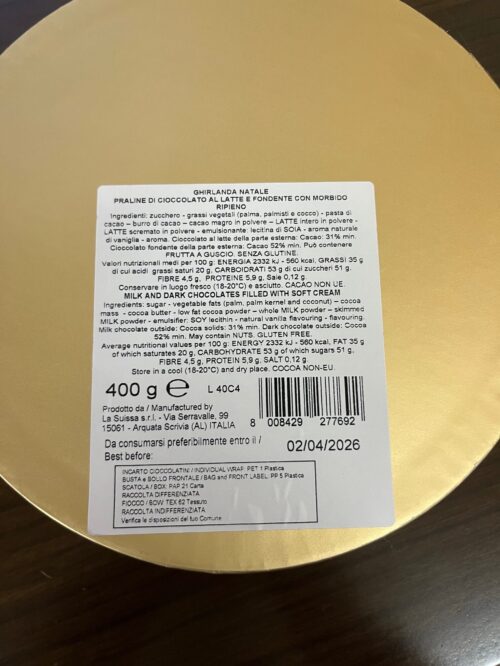 GHIRLANDA NATALE
PRALINE DI CIOCCOLATO AL LATTE E FONDENTE CON MORBIDO
RIPIENO
Ingredienti: zucchero - grassi vegetali (palma, palmisti e cocco) - pasta di
cacao – burro di cacao – cacao magro in polvere – LATTE intero in polvere -
LATTE scremato in polvere - emulsionante: lecitina di SOIA - aroma naturale
di vaniglia - aroma. Cioccolato al latte della parte esterna: Cacao: 31% min.
Cioccolato fondente della parte esterna: Cacao 52% min. Può contenere
FRUTTA A GUSCIO. SENZA GLUTINE.
Valori nutrizionali medi per 100 g: ENERGIA 2332 kJ - 560 kcal, GRASSI 35 g
di cui acidi grassi saturi 20 g, CARBOIDRATI 53 g di cui zuccheri 51 g,
FIBRE 4,5 g, PROTEINE 5,9 g, Sale 0,12 g.
Conservare in luogo fresco (18-20°C) e asciutto. CACAO NON UE.
MILK AND DARK CHOCOLATES FILLED WITH SOFT CREAM
Ingredients: sugar - vegetable fats (palm, palm kernel and coconut) – cocoa
mass - cocoa butter - low fat cocoa powder – whole MILK powder – skimmed
MILK powder - emulsifier: SOY lecithin - natural vanilla flavouring - flavouring.
Milk chocolate outside: Cocoa solids: 31% min. Dark chocolate outside: Cocoa
52% min. May contain NUTS. GLUTEN FREE.
Average nutritional values per 100 g: ENERGY 2332 kJ - 560 kcal, FAT 35 g
of which saturates 20 g, CARBOHYDRATE 53 g of which sugars 51 g,
FIBRE 4,5 g, PROTEIN 5,9 g, SALT 0,12 g.
Store in a cool (18-20°C) and dry place. COCOA NON-EU.
400 g e L 40C4
Prodotto da / Manufactured by
La Suissa s.r.l. - Via Serravalle, 99
15061 - Arquata Scrivia (AL) ITALIA
8 008429 277692
Da consumarsi preferibilmente entro il /
Best before:
02/04/2026
INCARTO CIOCCOLATINI / INDIVIDUAL WRAP: PET 1 Plastica
BUSTA e BOLLO FRONTALE / BAG and FRONT LABEL: PP 5 Plastica
SCATOLA / BOX: PAP 21 Carta
RACCOLTA DIFFERENZIATA
FIOCCO / BOW: TEX 62 Tessuto
RACCOLTA INDIFFERENZIATA
Verifica le disposizioni del tuo Comune